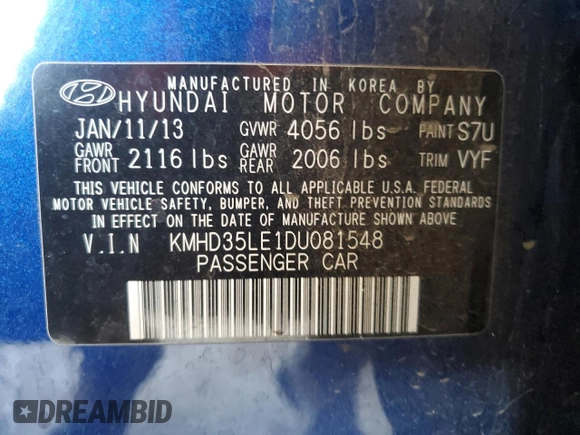 MANUFACTURED IN KOREA BY
HYUNDAI MOTOR COMPANY
JAN/11/13 GVWR 4056 lbs PAINT S7U
GAWR FRONT 2116 lbs GAWR REAR 2006 lbs TRIM VYF
THIS VEHICLE CONFORMS TO ALL APPLICABLE U.S.A. FEDERAL
MOTOR VEHICLE SAFETY, BUMPER, AND THEFT PREVENTION STANDARDS
IN EFFECT ON THE DATE OF MANUFACTURE SHOWN ABOVE.
V.I.N KMHD35LE1DU081548
PASSENGER CAR
DREAMBID